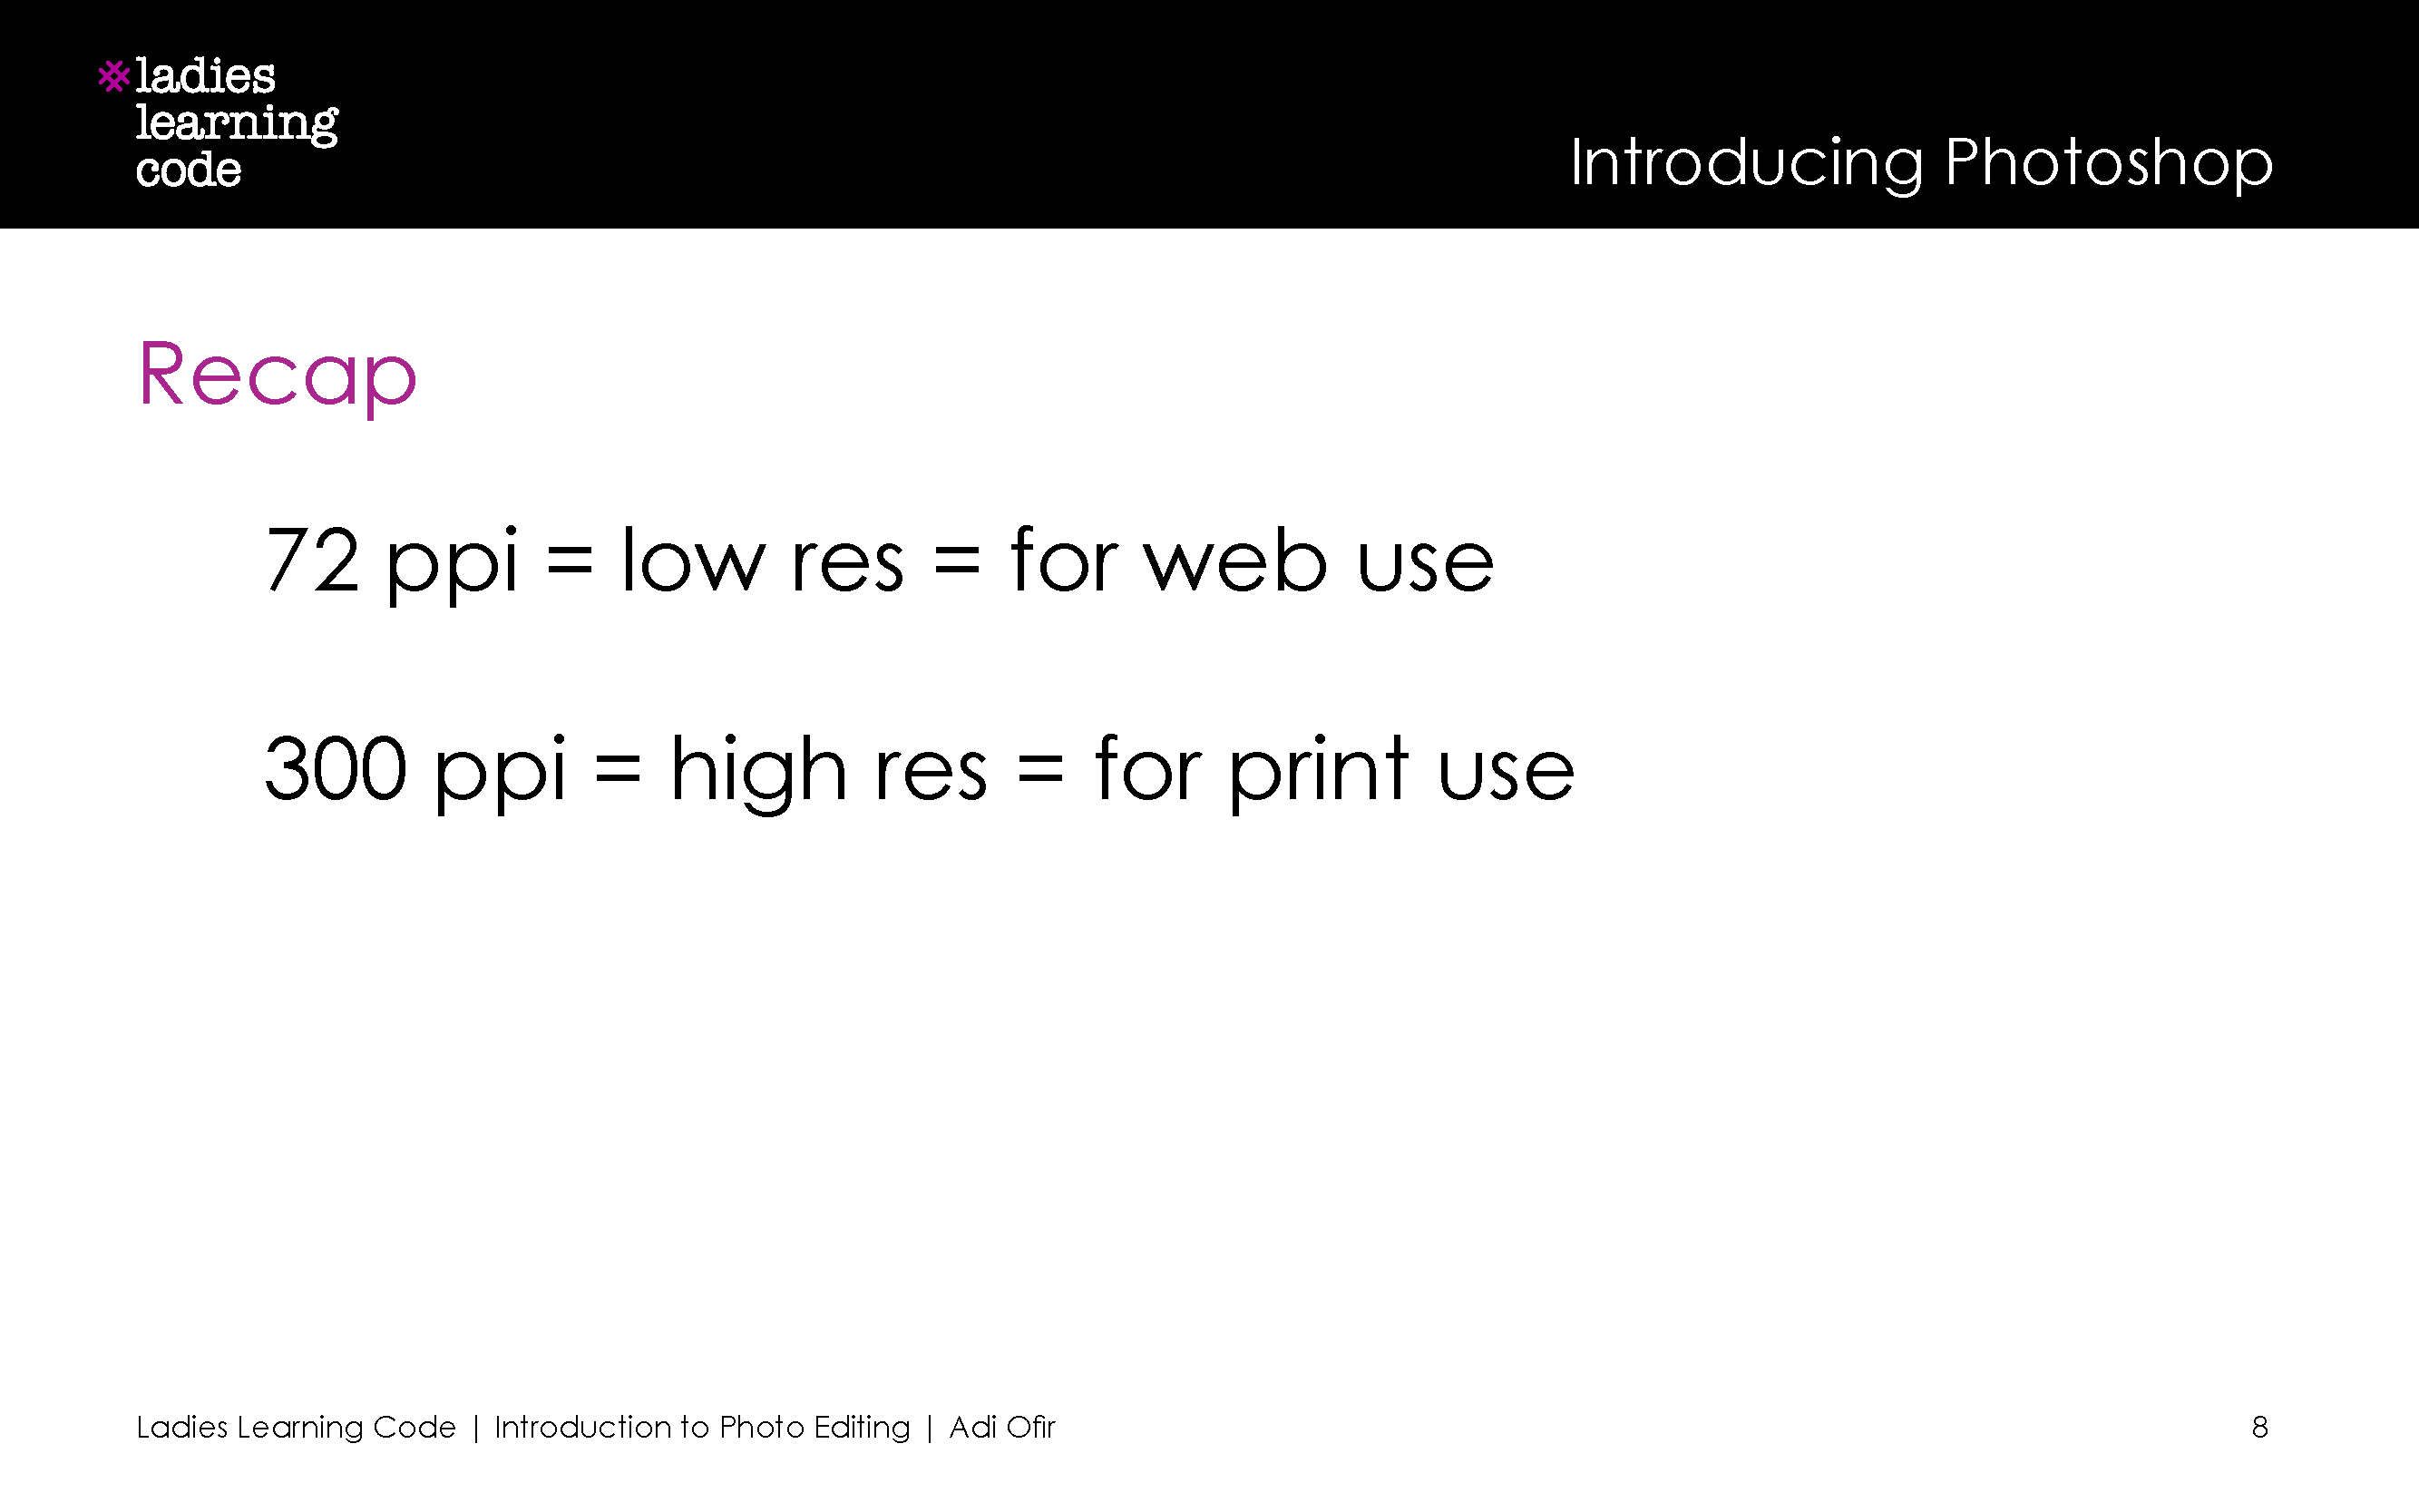 ladies
learning
code
Introducing Photoshop
Recap
72 ppi = low res = for web use
300 ppi = high res = for print use
Ladies Learning Code | Introduction to Photo Editing | Adi Ofir
8